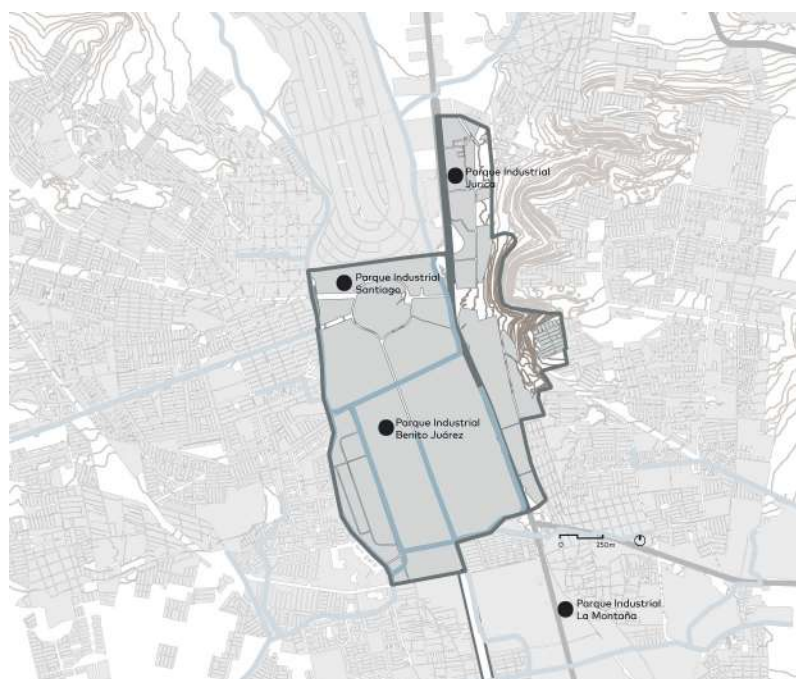 Parque Industrial
Jurica
Parque Industrial
Santiago
Parque Industrial
Benito Juárez
0 250m
Parque Industrial
La Montaña